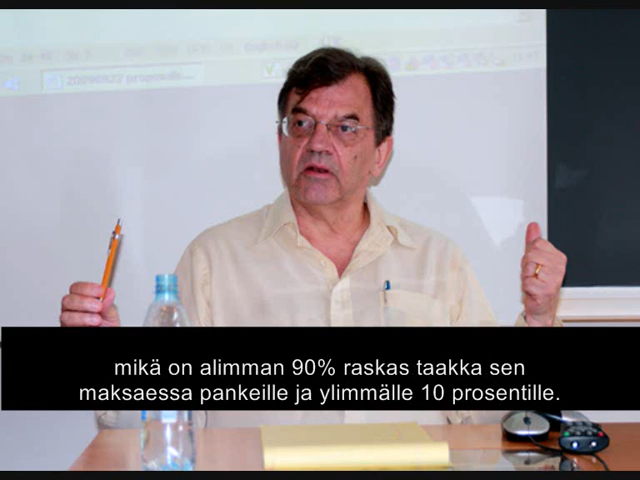 mikä on alimman 90% raskas taakka sen
maksaessa pankeille ja ylimmälle 10 prosentille.